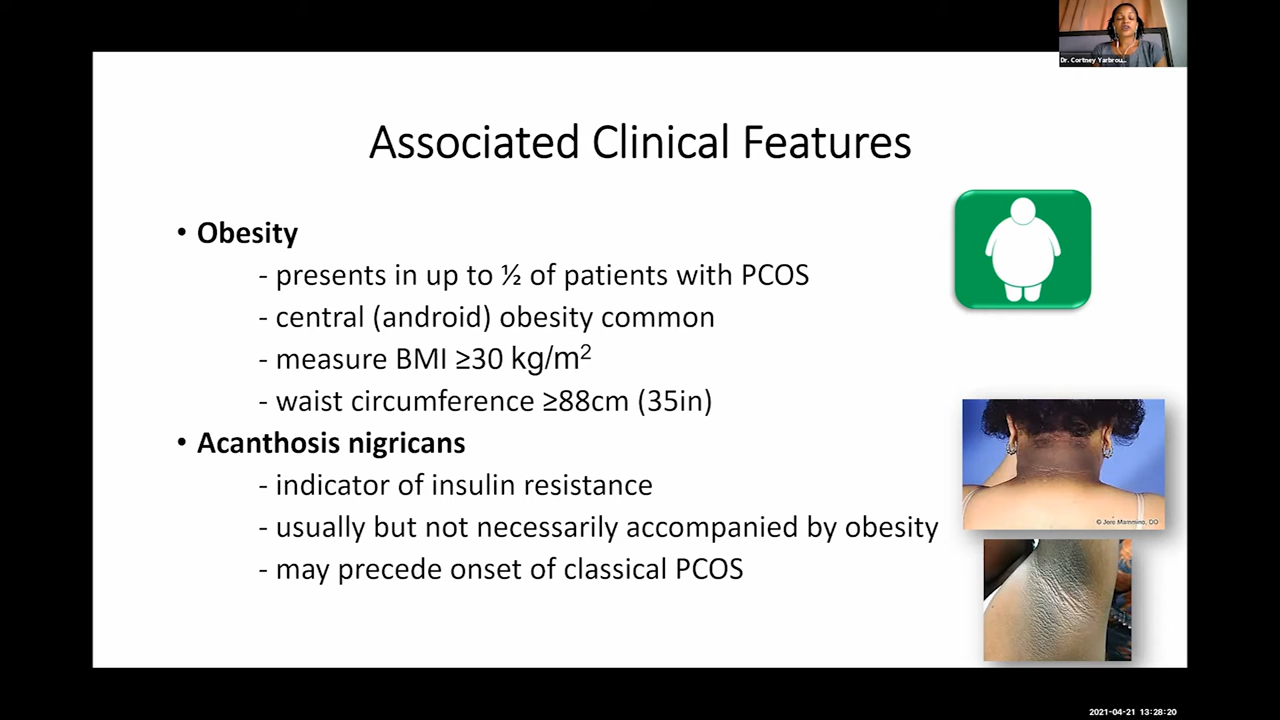 Dr. Cortney Yarbrou...
Associated Clinical Features
• Obesity
- presents in up to ½ of patients with PCOS
- central (android) obesity common
- measure BMI ≥30 kg/m²
- waist circumference ≥88cm (35in)
• Acanthosis nigricans
- indicator of insulin resistance
- usually but not necessarily accompanied by obesity
- may precede onset of classical PCOS
© Jere Mammino, DO
2021-04-21 13:28:20